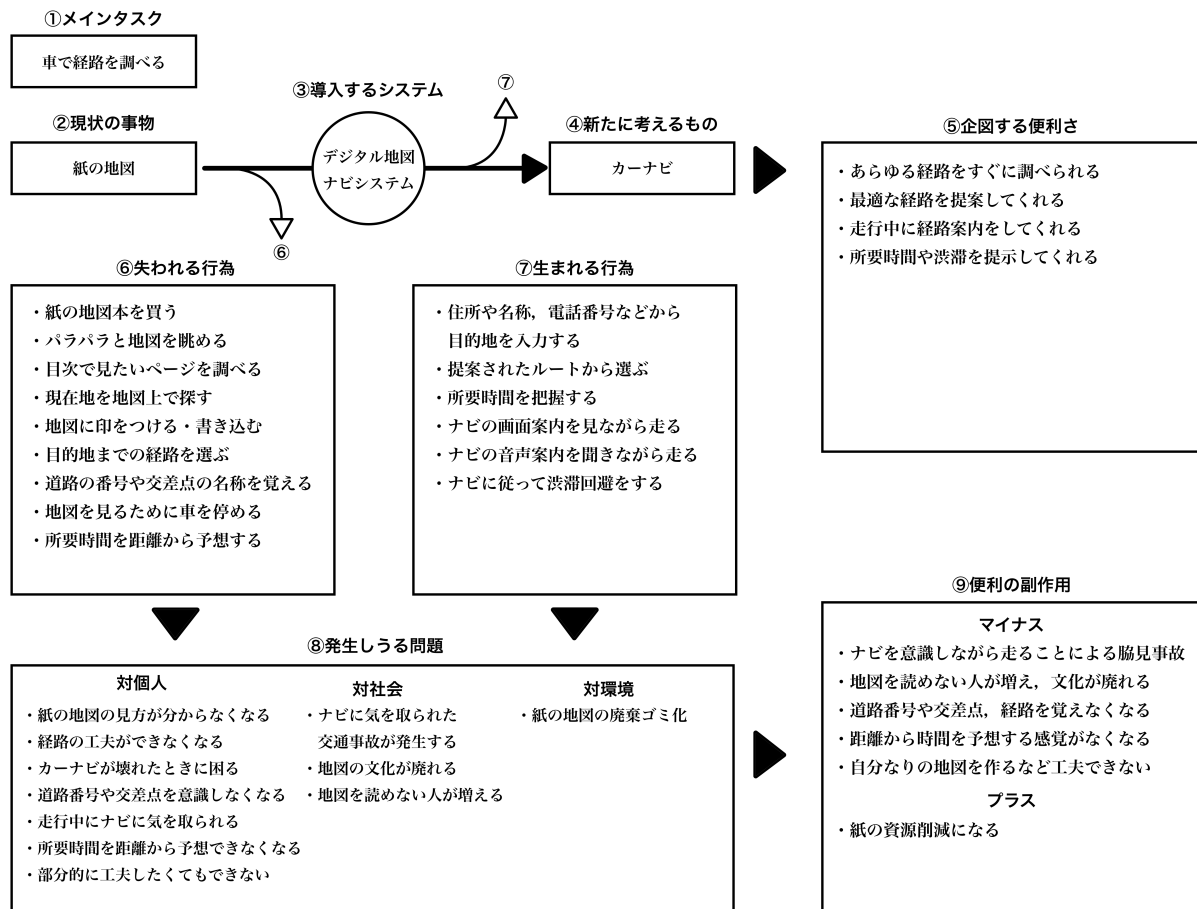 ①メインタスク
車で経路を調べる
②現状の事物
紙の地図
③導入するシステム
デジタル地図
ナビシステム
⑦
⑥
④新たに考えるもの
カーナビ
⑤企図する便利さ
・あらゆる経路をすぐに調べられる
・最適な経路を提案してくれる
・走行中に経路案内をしてくれる
・所要時間や渋滞を提示してくれる
⑥失われる行為
・紙の地図本を買う
・パラパラと地図を眺める
・目次で見たいページを調べる
・現在地を地図上で探す
・地図に印をつける・書き込む
・目的地までの経路を選ぶ
・道路の番号や交差点の名称を覚える
・地図を見るために車を停める
・所要時間を距離から予想する
⑦生まれる行為
・住所や名称，電話番号などから
目的地を入力する
・提案されたルートから選ぶ
・所要時間を把握する
・ナビの画面案内を見ながら走る
・ナビの音声案内を聞きながら走る
・ナビに従って渋滞回避をする
⑧発生しうる問題
対個人
・紙の地図の見方が分からなくなる
・経路の工夫ができなくなる
・カーナビが壊れたときに困る
・道路番号や交差点を意識しなくなる
・走行中にナビに気を取られる
・所要時間を距離から予想できなくなる
・部分的に工夫したくてもできない
対社会
・ナビに気を取られた
交通事故が発生する
・地図の文化が廃れる
・地図を読めない人が増える
対環境
・紙の地図の廃棄ゴミ化
⑨便利の副作用
マイナス
・ナビを意識しながら走ることによる脇見事故
・地図を読めない人が増え，文化が廃れる
・道路番号や交差点，経路を覚えなくなる
・距離から時間を予想する感覚がなくなる
・自分なりの地図を作るなど工夫できない
プラス
・紙の資源削減になる